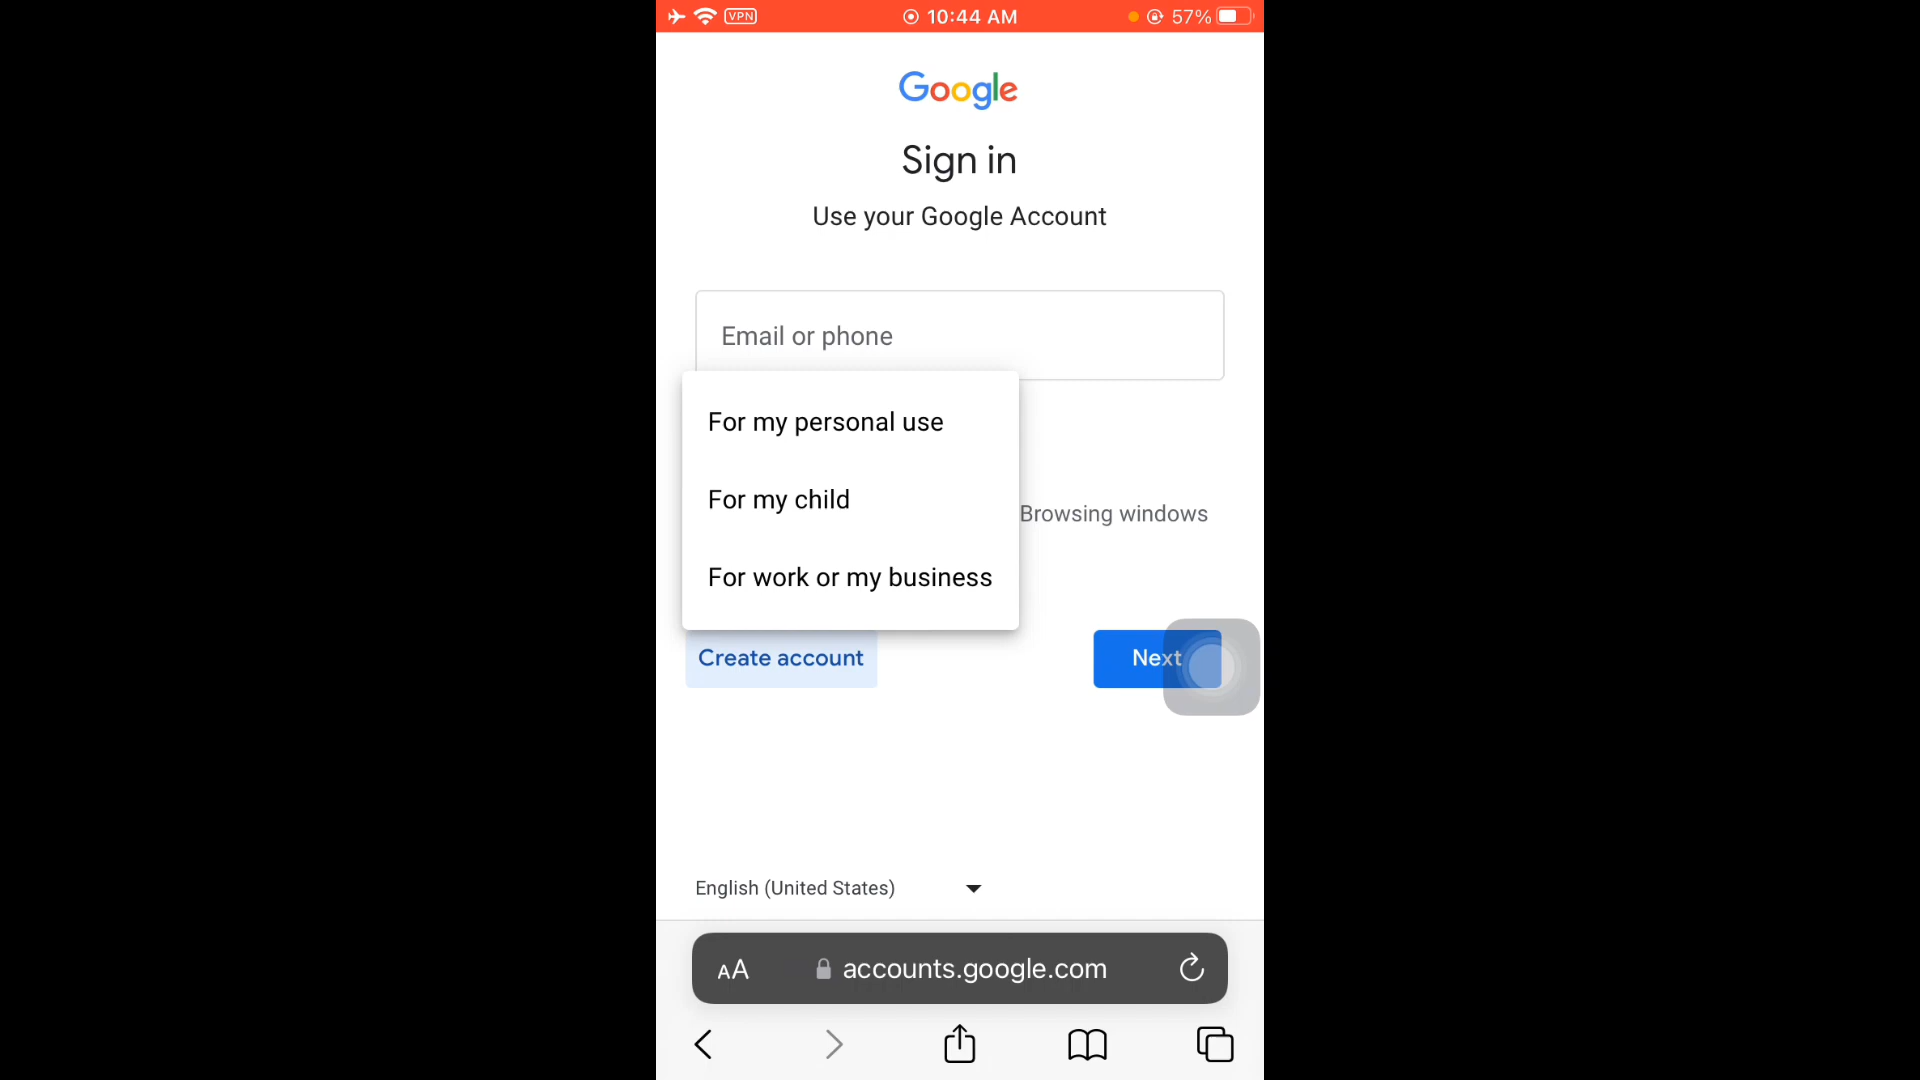 VPN
10:44 AM
57%
Google
Sign in
Use your Google Account
Email or phone
For my personal use
For my child
Browsing windows
For work or my business
Create account
Next
English (United States)
AA
accounts.google.com